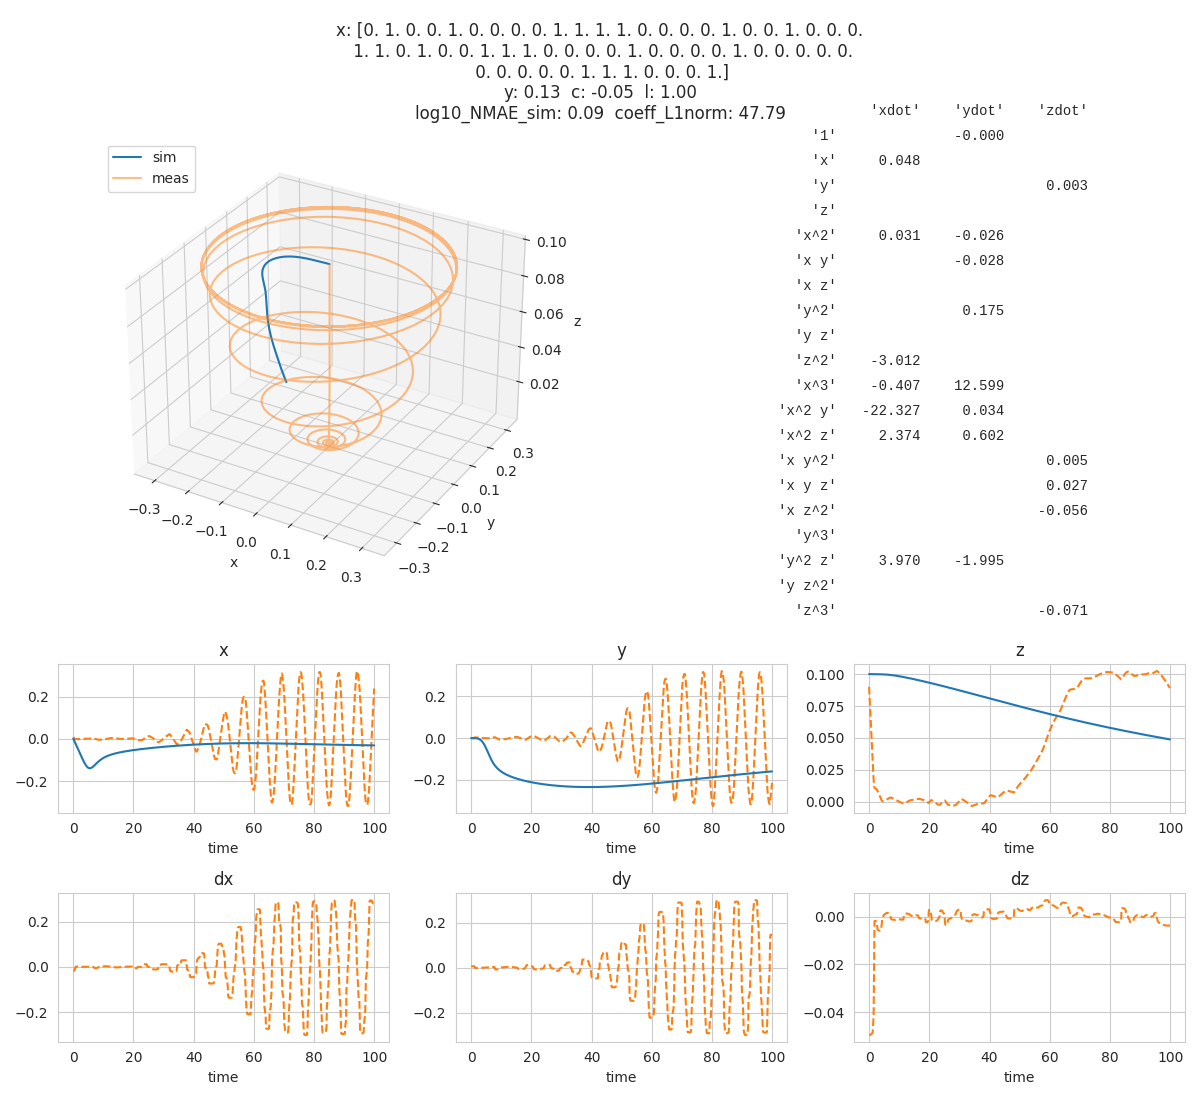 x: [0. 1. 0. 0. 1. 0. 0. 0. 0. 1. 1. 1. 1. 0. 0. 0. 0. 1. 0. 0. 1. 0. 0. 0.
1. 1. 0. 1. 0. 0. 1. 1. 1. 0. 0. 0. 0. 1. 0. 0. 0. 0. 1. 0. 0. 0. 0. 0.
0. 0. 0. 0. 0. 1. 1. 1. 0. 0. 0. 1.]
y: 0.13 c: -0.05 l: 1.00
log10_NMAE_sim: 0.09 coeff_L1norm: 47.79
'xdot' 'ydot' 'zdot'
'1' -0.000
'x' 0.048
'y' 0.003
'z'
'x^2' 0.031 -0.026
'x y' -0.028
'x z'
'y^2' 0.175
'y z'
'z^2' -3.012
'x^3' -0.407 12.599
'x^2 y' -22.327 0.034
'x^2 z' 2.374 0.602
'x y^2' 0.005
'x y z' 0.027
'x z^2' -0.056
'y^3'
'y^2 z' 3.970 -1.995
'y z^2'
'z^3' -0.071
sim
meas
0.10
0.08
0.06
0.04
0.02
z
0.3
0.2
0.1
0.0
−0.1
−0.2
−0.3
y
−0.3
−0.2
−0.1
0.0
0.1
0.2
0.3
x
x
0.2
0.0
−0.2
0 20 40 60 80 100
time
y
0.2
0.0
−0.2
0 20 40 60 80 100
time
z
0.100
0.075
0.050
0.025
0.000
0 20 40 60 80 100
time
dx
0.2
0.0
−0.2
0 20 40 60 80 100
time
dy
0.2
0.0
−0.2
0 20 40 60 80 100
time
dz
0.00
−0.02
−0.04
0 20 40 60 80 100
time